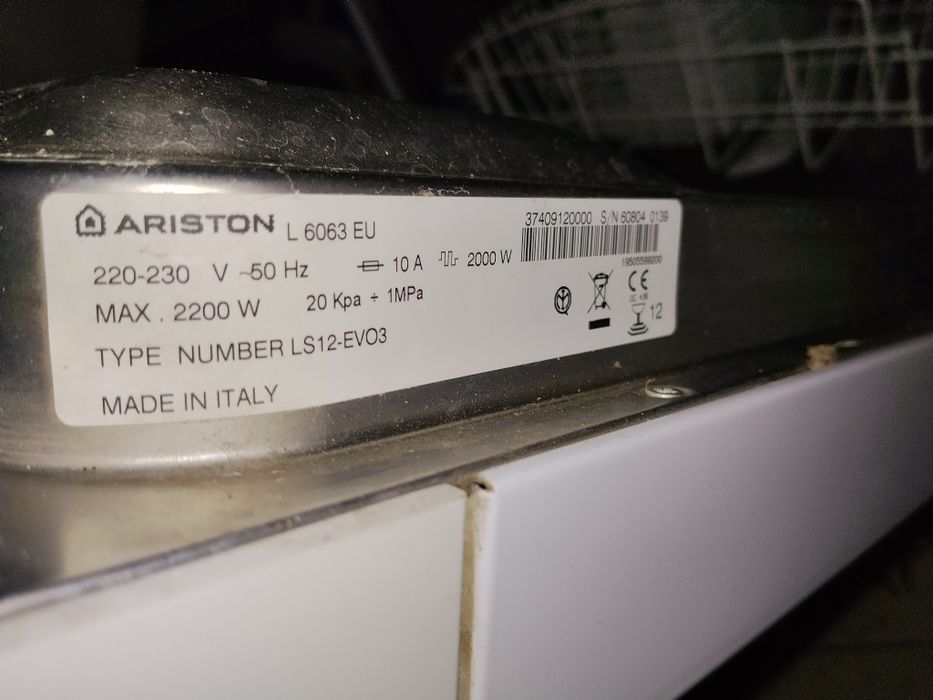 ARISTON L 6063 EU
220-230 V ~50 Hz 10 A 2000 W
MAX . 2200 W 20 Kpa ÷ 1MPa
TYPE NUMBER LS12-EVO3
MADE IN ITALY
37409120000 S/N 60804 0139
19505599200
CE
12